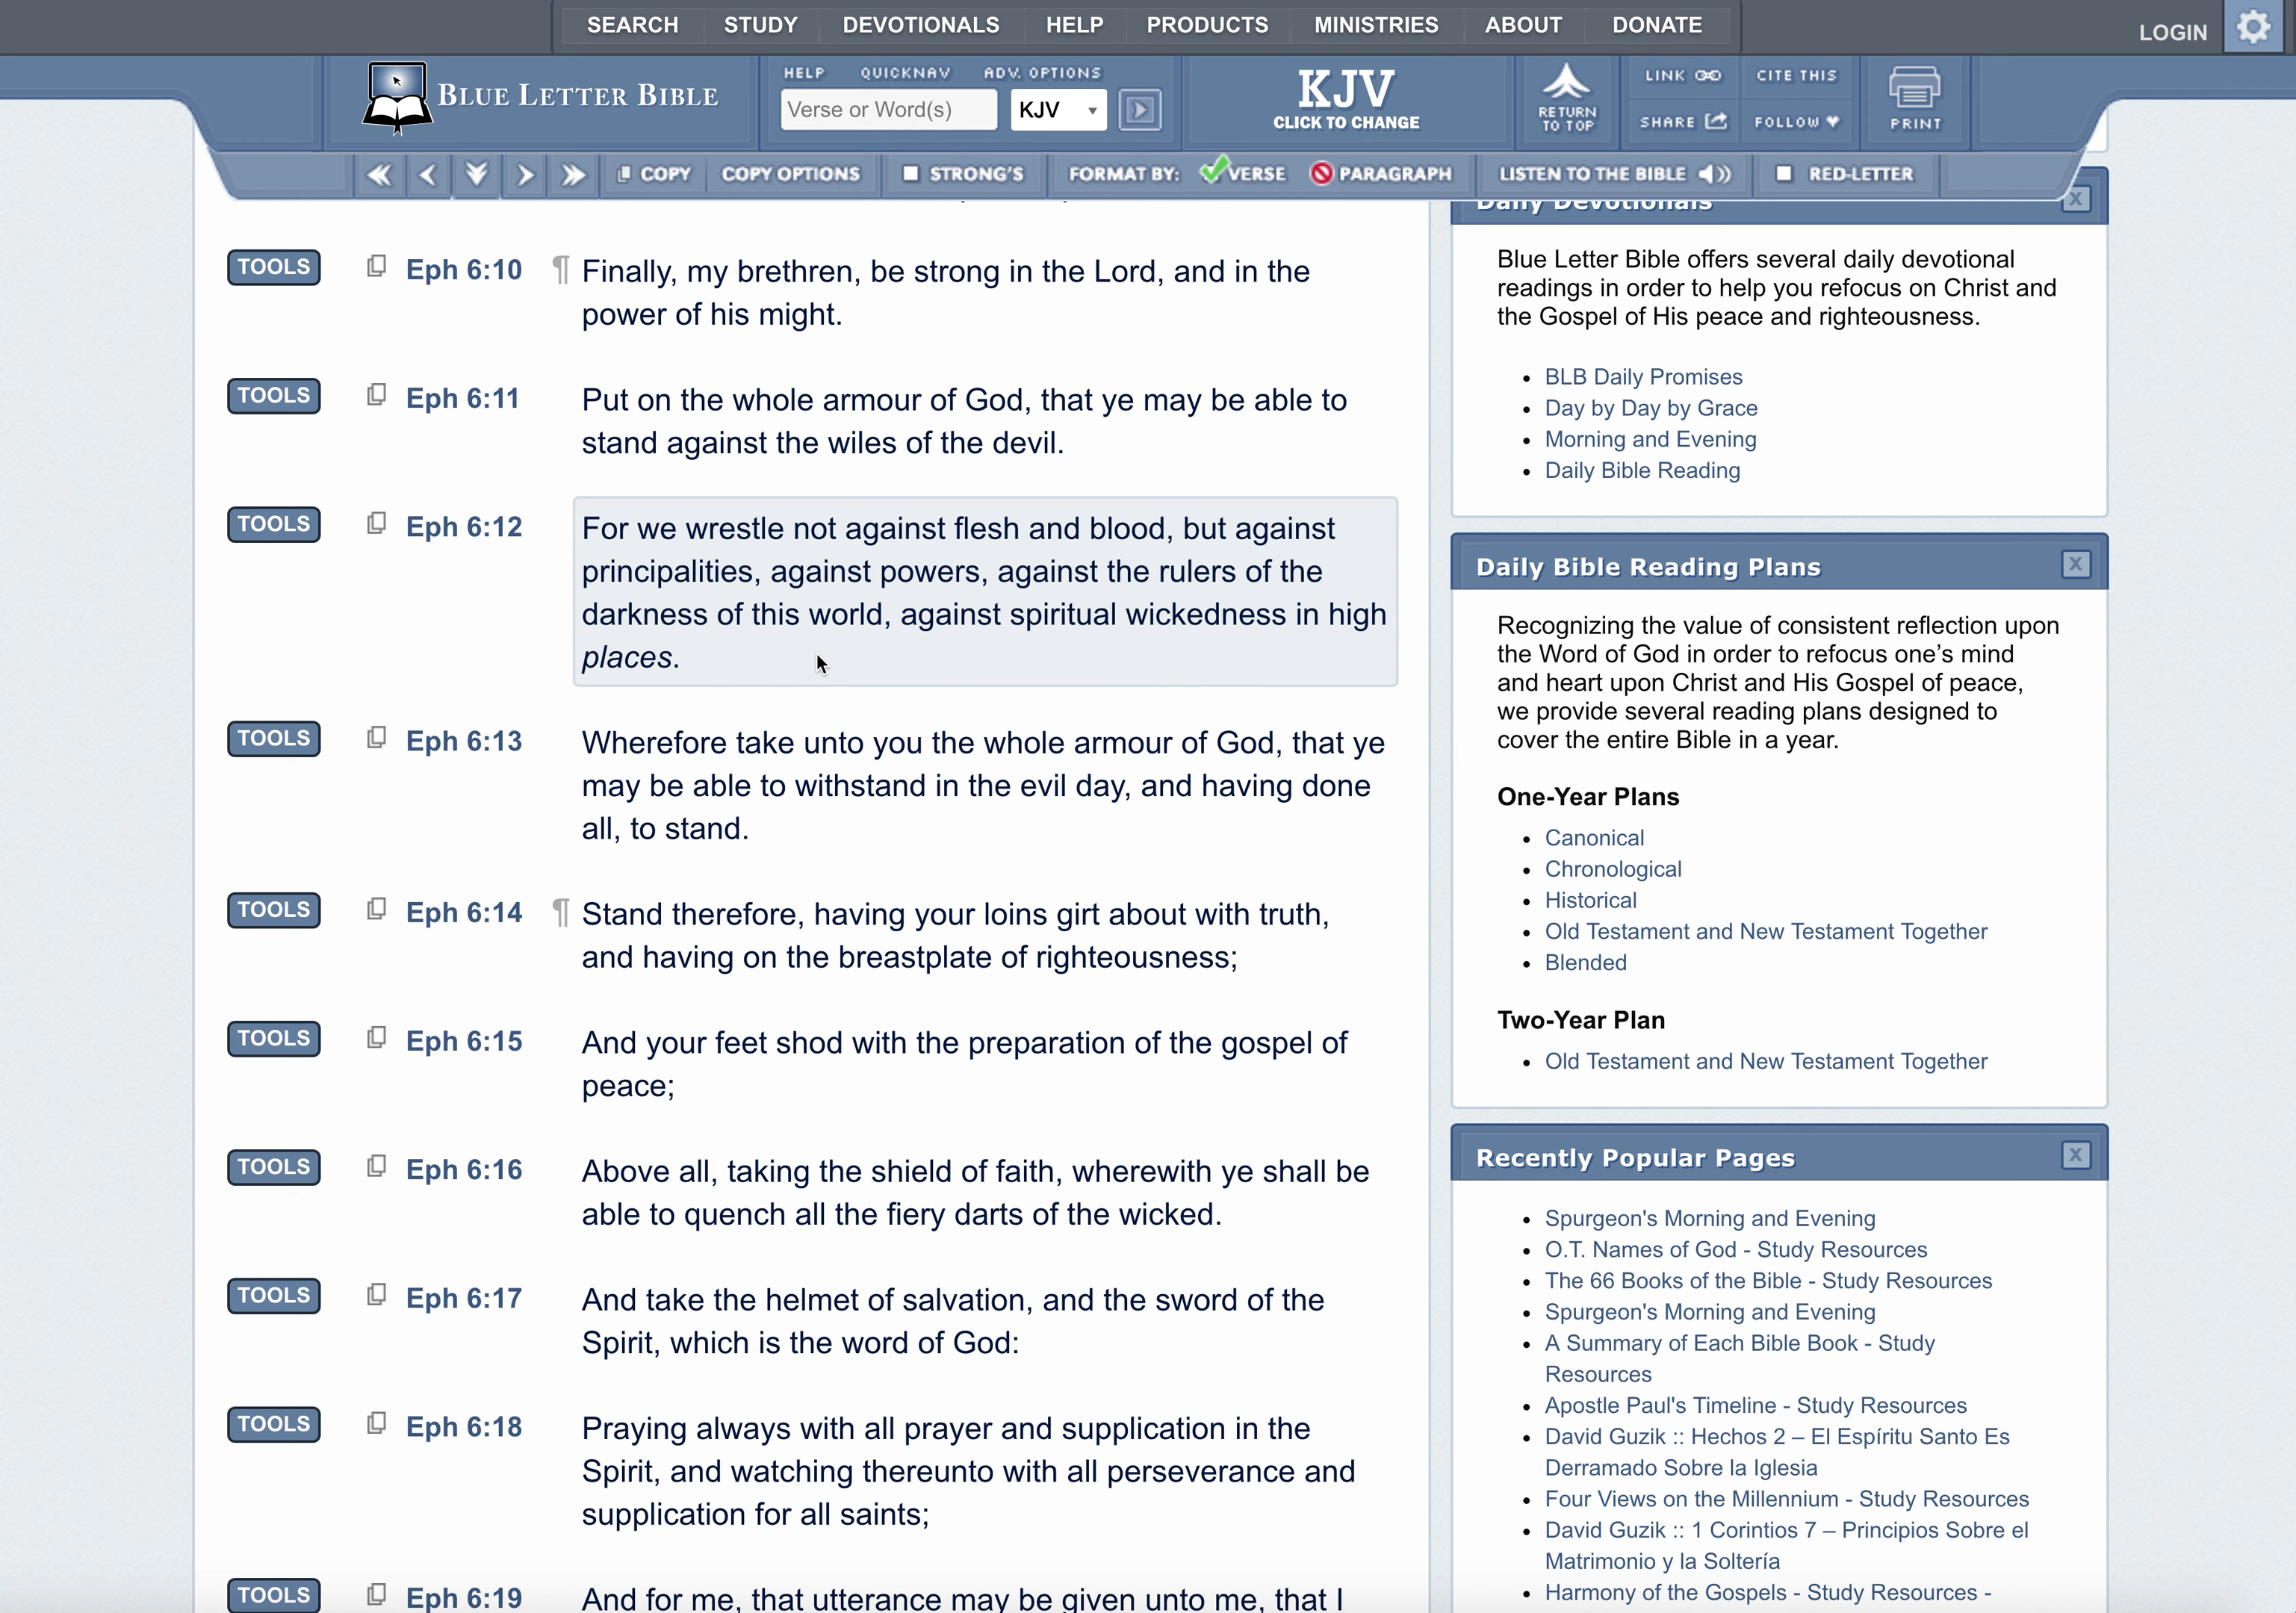 SEARCH STUDY DEVOTIONALS HELP PRODUCTS MINISTRIES ABOUT DONATE LOGIN
BLUE LETTER BIBLE
HELP QUICKNAV ADV. OPTIONS
Verse or Word(s) KJV
KJV
CLICK TO CHANGE
RETURN
TO TOP
LINK CITE THIS
SHARE FOLLOW
PRINT
COPY COPY OPTIONS STRONG'S FORMAT BY: VERSE PARAGRAPH LISTEN TO THE BIBLE RED-LETTER
TOOLS Eph 6:10 ¶ Finally, my brethren, be strong in the Lord, and in the
power of his might.
TOOLS Eph 6:11 Put on the whole armour of God, that ye may be able to
stand against the wiles of the devil.
TOOLS Eph 6:12 For we wrestle not against flesh and blood, but against
principalities, against powers, against the rulers of the
darkness of this world, against spiritual wickedness in high
places.
TOOLS Eph 6:13 Wherefore take unto you the whole armour of God, that ye
may be able to withstand in the evil day, and having done
all, to stand.
TOOLS Eph 6:14 ¶ Stand therefore, having your loins girt about with truth,
and having on the breastplate of righteousness;
TOOLS Eph 6:15 And your feet shod with the preparation of the gospel of
peace;
TOOLS Eph 6:16 Above all, taking the shield of faith, wherewith ye shall be
able to quench all the fiery darts of the wicked.
TOOLS Eph 6:17 And take the helmet of salvation, and the sword of the
Spirit, which is the word of God:
TOOLS Eph 6:18 Praying always with all prayer and supplication in the
Spirit, and watching thereunto with all perseverance and
supplication for all saints;
TOOLS Eph 6:19 And for me, that utterance may be given unto me, that I
Daily Devotionals X
Blue Letter Bible offers several daily devotional
readings in order to help you refocus on Christ and
the Gospel of His peace and righteousness.
• BLB Daily Promises
• Day by Day by Grace
• Morning and Evening
• Daily Bible Reading
Daily Bible Reading Plans X
Recognizing the value of consistent reflection upon
the Word of God in order to refocus one’s mind
and heart upon Christ and His Gospel of peace,
we provide several reading plans designed to
cover the entire Bible in a year.
One-Year Plans
• Canonical
• Chronological
• Historical
• Old Testament and New Testament Together
• Blended
Two-Year Plan
• Old Testament and New Testament Together
Recently Popular Pages X
• Spurgeon's Morning and Evening
• O.T. Names of God - Study Resources
• The 66 Books of the Bible - Study Resources
• Spurgeon's Morning and Evening
• A Summary of Each Bible Book - Study
Resources
• Apostle Paul's Timeline - Study Resources
• David Guzik :: Hechos 2 – El Espíritu Santo Es
Derramado Sobre la Iglesia
• Four Views on the Millennium - Study Resources
• David Guzik :: 1 Corintios 7 – Principios Sobre el
Matrimonio y la Soltería
• Harmony of the Gospels - Study Resources -